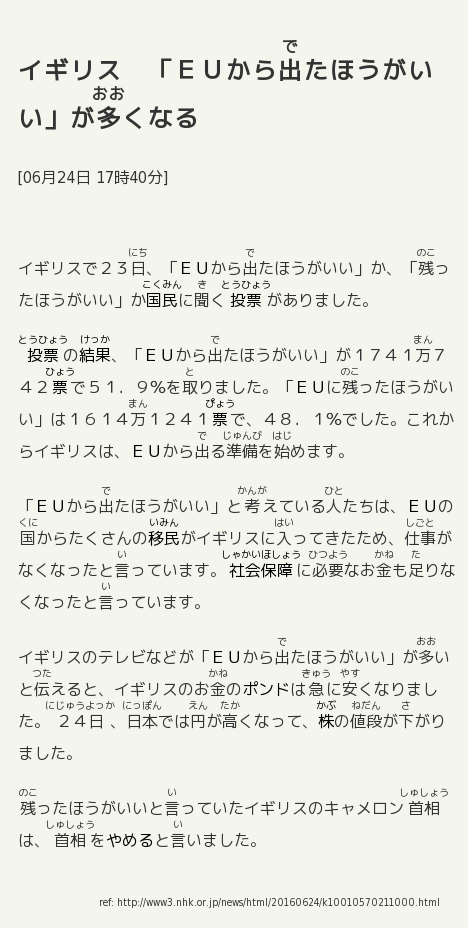 イギリス　「ＥＵから出たほうがい
い」が多くなる
[06月24日 17時40分]
イギリスで２３日、「ＥＵから出たほうがいい」か、「残っ
たほうがいい」か国民に聞く投票がありました。
投票の結果、「ＥＵから出たほうがいい」が１７４１万７
４２票で５１．９％を取りました。「ＥＵに残ったほうがい
い」は１６１４万１２４１票で、４８．１％でした。これか
らイギリスは、ＥＵから出る準備を始めます。
「ＥＵから出たほうがいい」と考えている人たちは、ＥＵの
国からたくさんの移民がイギリスに入ってきたため、仕事が
なくなったと言っています。社会保障に必要なお金も足りな
くなったと言っています。
イギリスのテレビなどが「ＥＵから出たほうがいい」が多い
と伝えると、イギリスのお金のポンドは急に安くなりまし
た。２４日、日本では円が高くなって、株の値段が下がり
ました。
残ったほうがいいと言っていたイギリスのキャメロン首相
は、首相をやめると言いました。
ref: http://www3.nhk.or.jp/news/html/20160624/k10010570211000.html